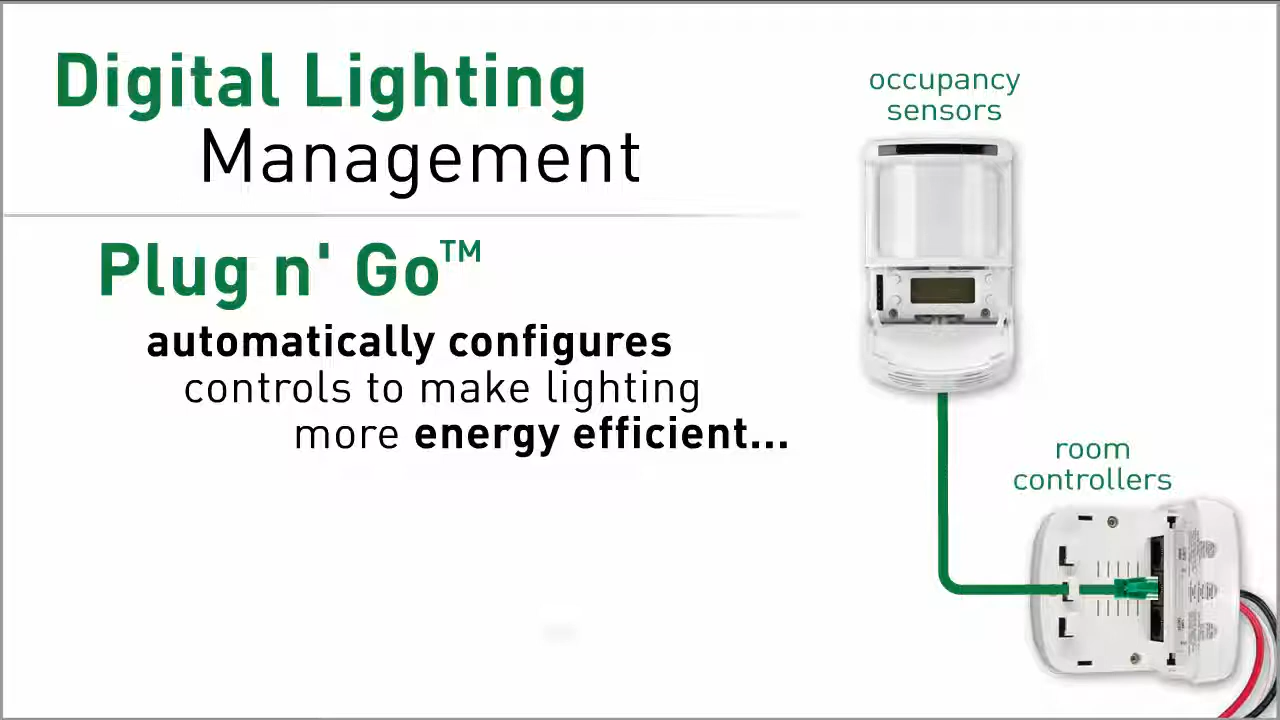 Digital Lighting
Management
Plug n' Go™
automatically configures
controls to make lighting
more energy efficient...
occupancy
sensors
room
controllers